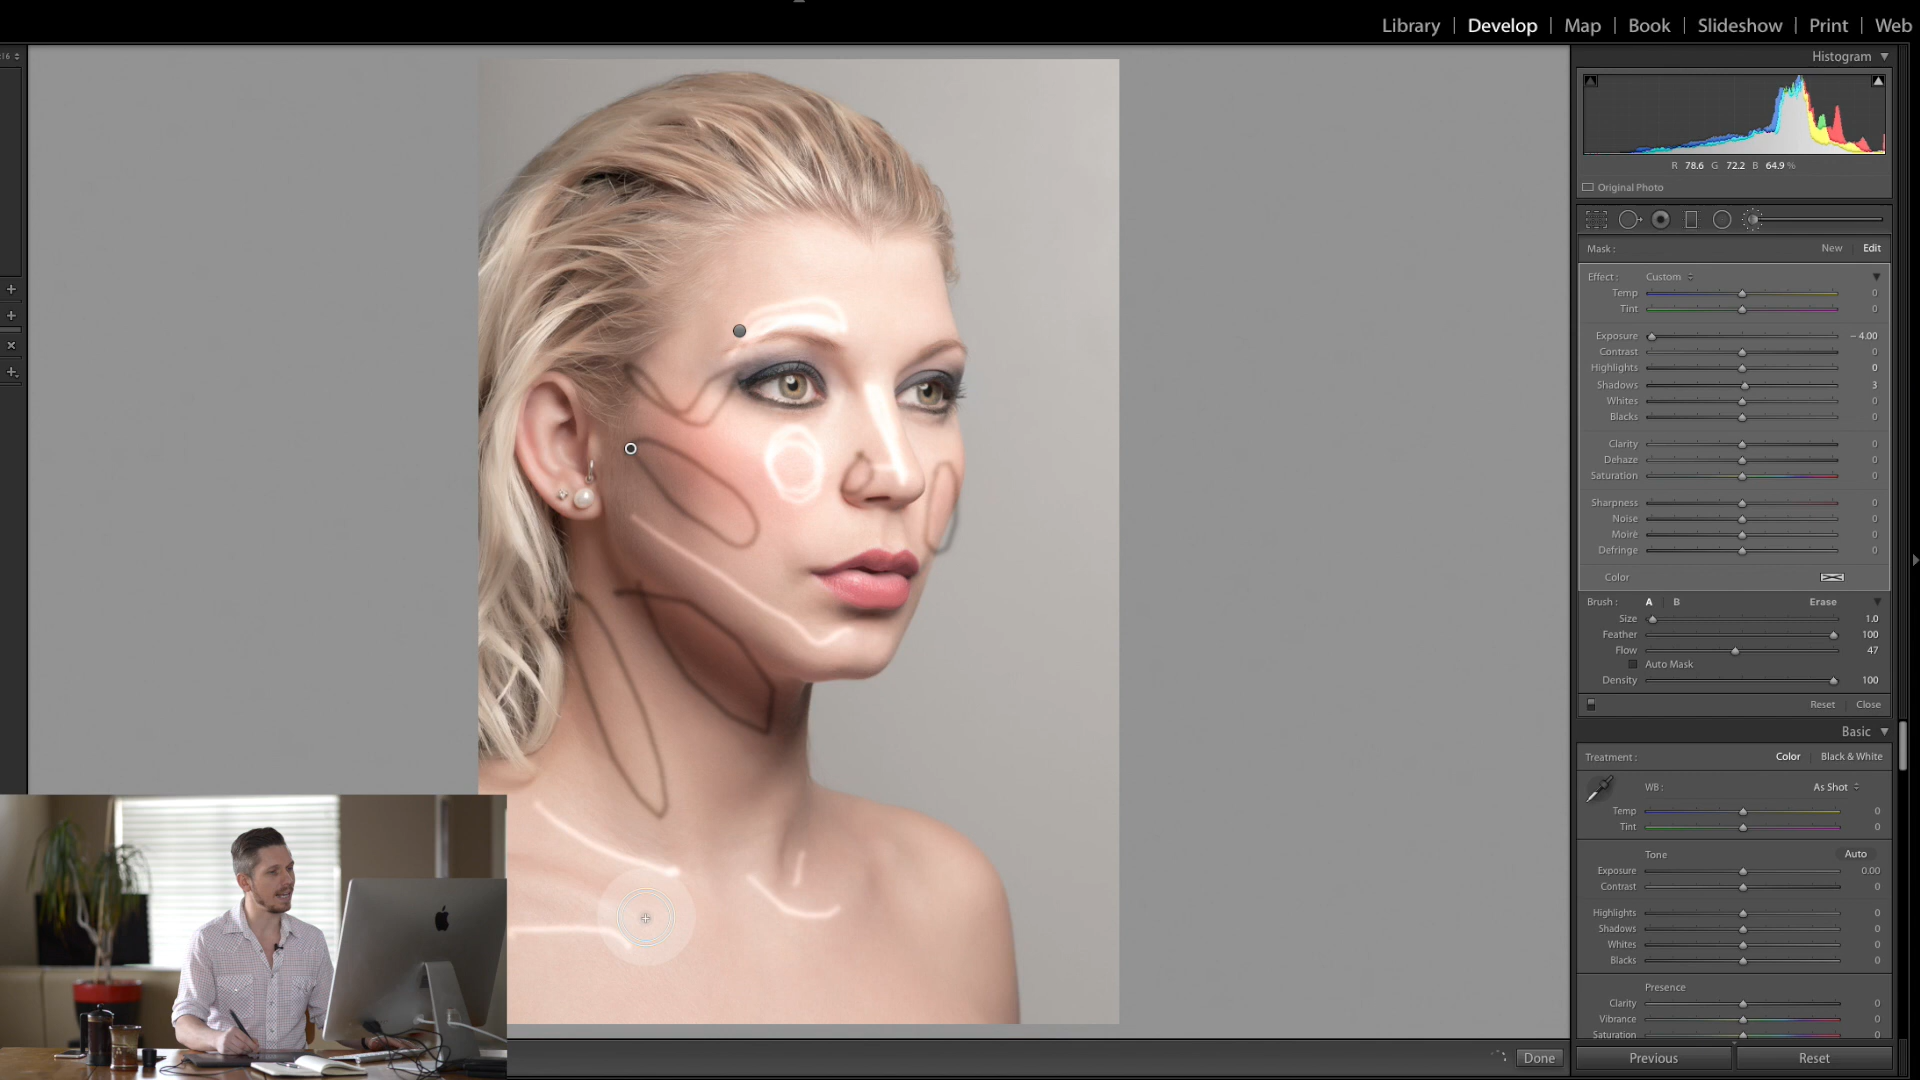 Library | Develop | Map | Book | Slideshow | Print | Web
:16
Histogram
R 78.6 G 72.2 B 64.9 %
Original Photo
Mask : New Edit
Effect : Custom
Temp 0
Tint 0
Exposure – 4.00
Contrast 0
Highlights 0
Shadows 3
Whites 0
Blacks 0
Clarity 0
Dehaze 0
Saturation 0
Sharpness 0
Noise 0
Moiré 0
Defringe 0
Color
Brush : A | B Erase
Size 1.0
Feather 100
Flow 47
Auto Mask
Density 100
Reset Close
Basic
Treatment : Color | Black & White
WB : As Shot
Temp 0
Tint 0
Tone Auto
Exposure 0.00
Contrast 0
Highlights 0
Shadows 0
Whites 0
Blacks 0
Presence
Clarity 0
Vibrance 0
Saturation 0
Done Previous Reset